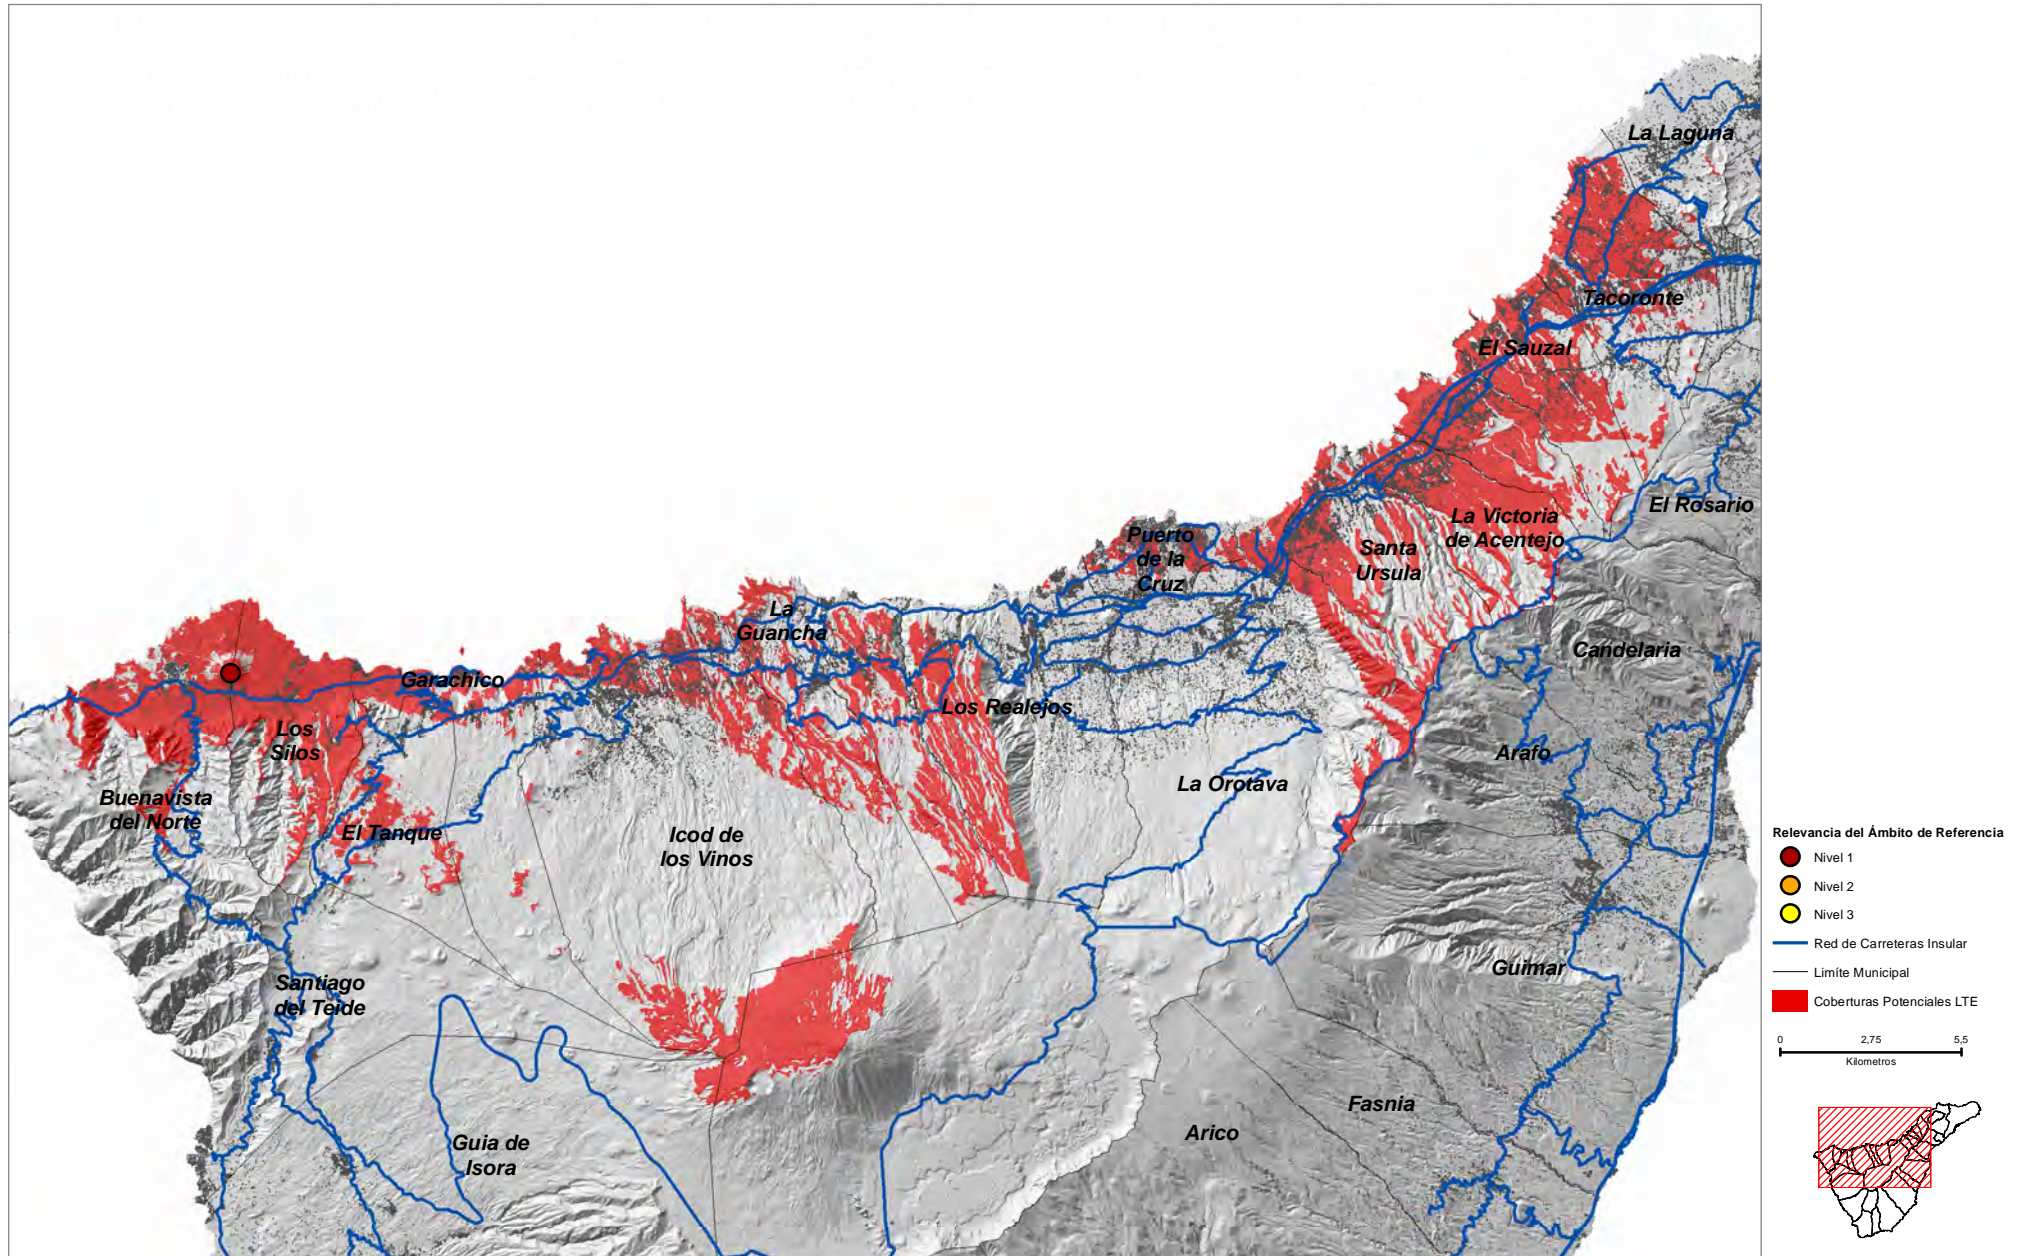 La Laguna
Tacoronte
El Sauzal
El Rosario
La Victoria
de Acentejo
Santa
Ursula
Puerto
de la
Cruz
La
Guancha
Candelaria
Garachico
Los Realejos
Los
Silos
Arafo
La Orotava
Buenavista
del Norte
El Tanque
Icod de
los Vinos
Guimar
Santiago
del Teide
Fasnia
Arico
Guia de
Isora
Relevancia del Ámbito de Referencia
Nivel 1
Nivel 2
Nivel 3
Red de Carreteras Insular
Limíte Municipal
Coberturas Potenciales LTE
0 2,75 5,5
Kilometros